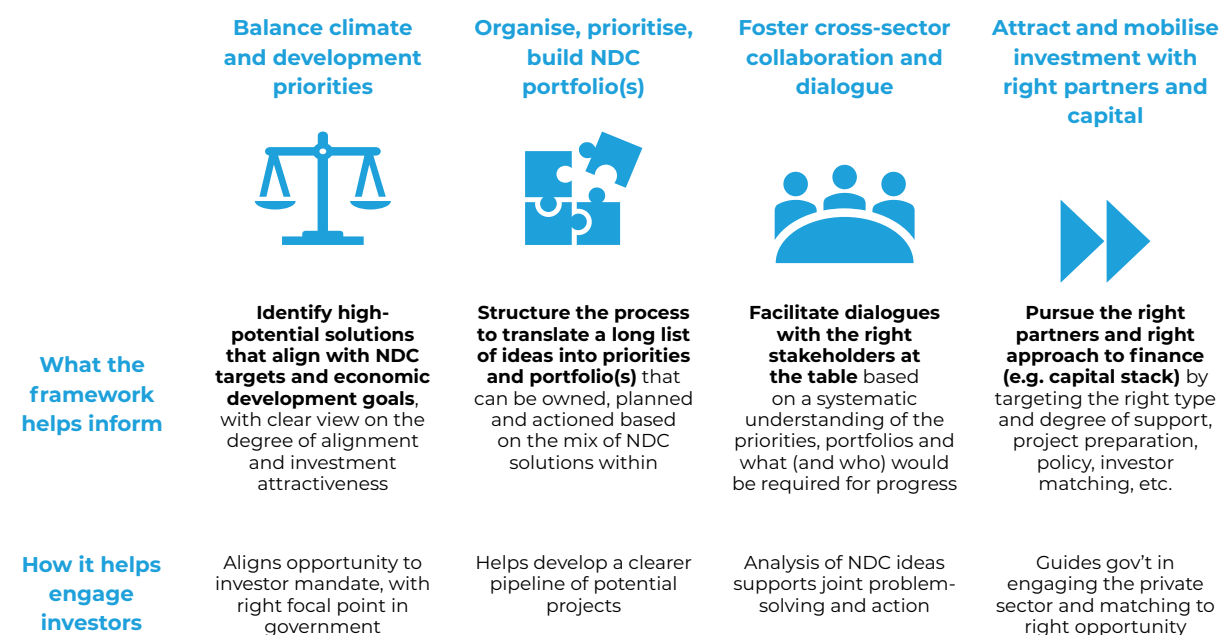 Balance climate
and development
priorities
Organise, prioritise,
build NDC
portfolio(s)
Foster cross-sector
collaboration and
dialogue
Attract and mobilise
investment with
right partners and
capital
What the
framework
helps inform
Identify high-
potential solutions
that align with NDC
targets and economic
development goals,
with clear view on the
degree of alignment
and investment
attractiveness
Structure the process
to translate a long list
of ideas into priorities
and portfolio(s) that
can be owned, planned
and actioned based
on the mix of NDC
solutions within
Facilitate dialogues
with the right
stakeholders at
the table based
on a systematic
understanding of the
priorities, portfolios and
what (and who) would
be required for progress
Pursue the right
partners and right
approach to finance
(e.g. capital stack) by
targeting the right type
and degree of support,
project preparation,
policy, investor
matching, etc.
How it helps
engage
investors
Aligns opportunity to
investor mandate, with
right focal point in
government
Helps develop a clearer
pipeline of potential
projects
Analysis of NDC ideas
supports joint problem-
solving and action
Guides gov't in
engaging the private
sector and matching to
right opportunity